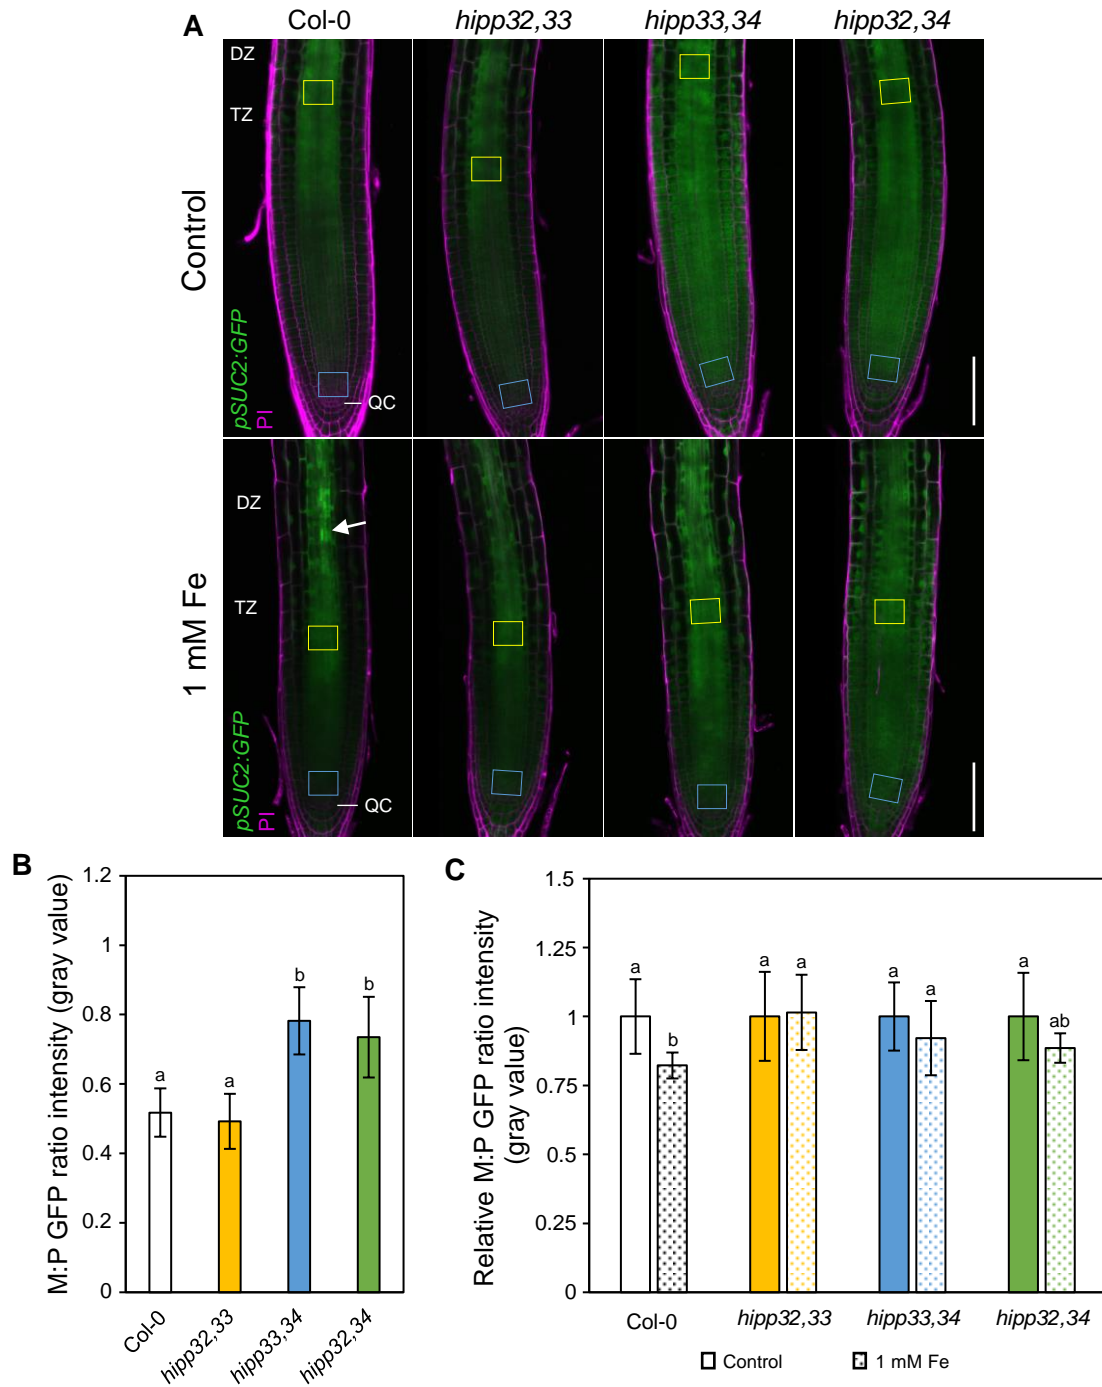 A
Col-0
hipp32,33
hipp33,34
hipp32,34
Control
DZ
TZ
QC
pSUC2:GFP
PI
1 mM Fe
DZ
TZ
QC
pSUC2:GFP
PI
B
M:P GFP ratio intensity (gray value)
1.2
1
0.8
0.6
0.4
0.2
0
a
a
b
b
Col-0
hipp32,33
hipp33,34
hipp32,34
C
Relative M:P GFP ratio intensity
(gray value)
1.5
1.25
1
0.75
0.5
0.25
0
a
b
a
a
a
a
a
ab
Col-0
hipp32,33
hipp33,34
hipp32,34
Control
1 mM Fe